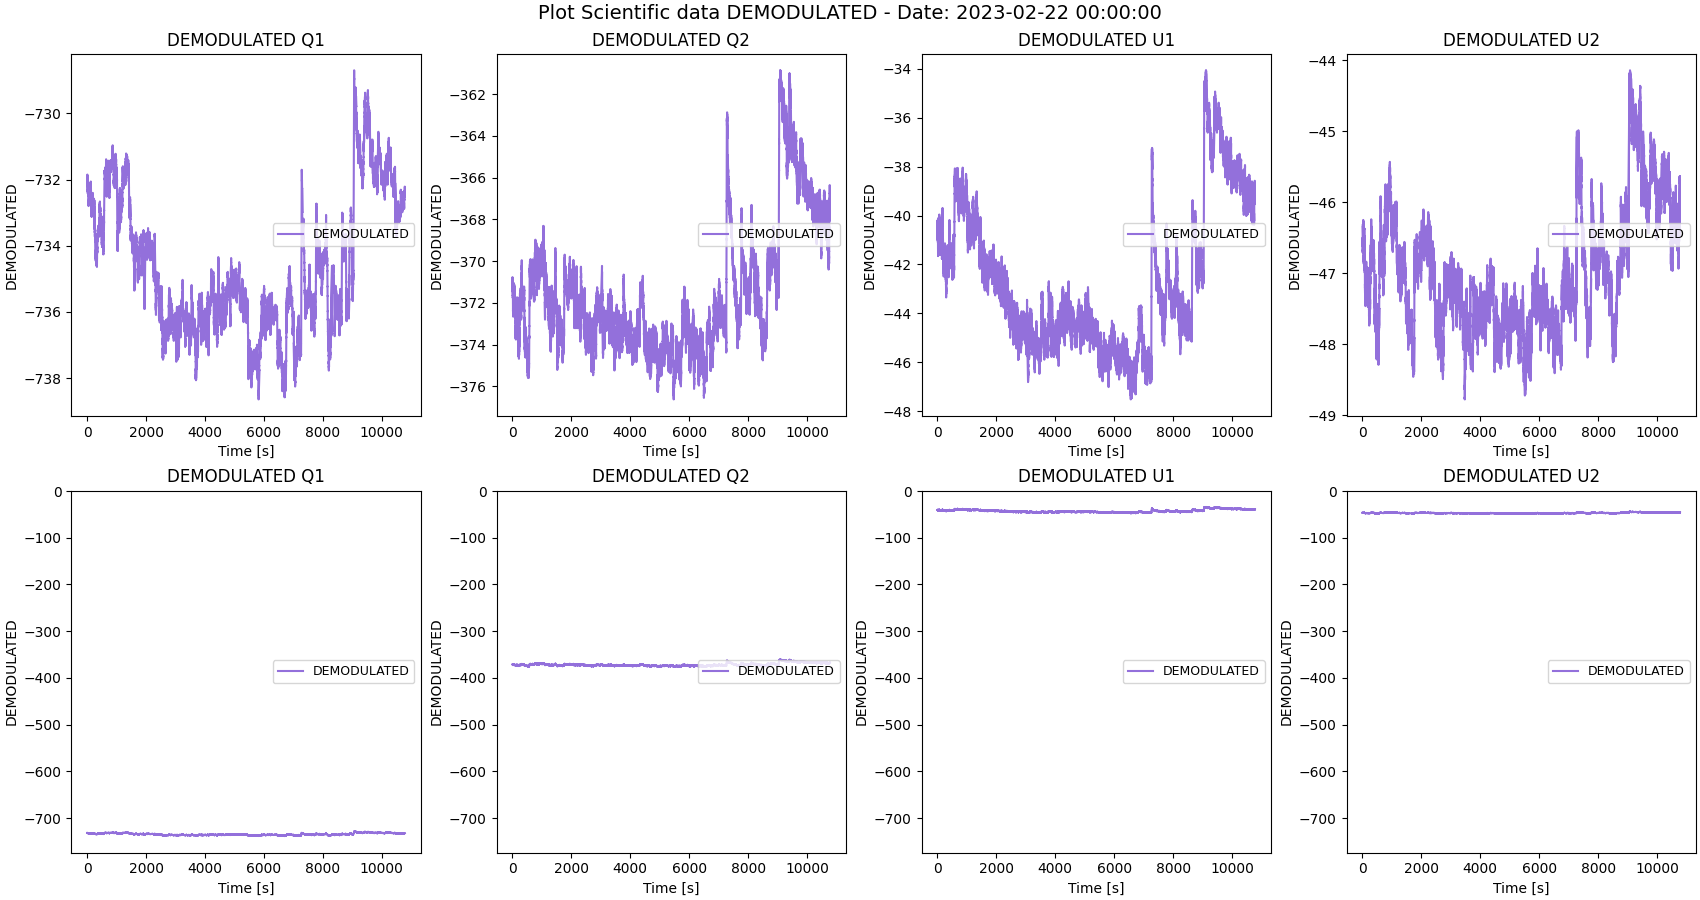 Plot Scientific data DEMODULATED - Date: 2023-02-22 00:00:00
DEMODULATED Q1
DEMODULATED
−730
−732
−734
−736
−738
DEMODULATED
0 2000 4000 6000 8000 10000
Time [s]
DEMODULATED Q2
DEMODULATED
−362
−364
−366
−368
−370
−372
−374
−376
DEMODULATED
0 2000 4000 6000 8000 10000
Time [s]
DEMODULATED U1
DEMODULATED
−34
−36
−38
−40
−42
−44
−46
−48
DEMODULATED
0 2000 4000 6000 8000 10000
Time [s]
DEMODULATED U2
DEMODULATED
−44
−45
−46
−47
−48
−49
DEMODULATED
0 2000 4000 6000 8000 10000
Time [s]
DEMODULATED Q1
DEMODULATED
0
−100
−200
−300
−400
−500
−600
−700
DEMODULATED
0 2000 4000 6000 8000 10000
Time [s]
DEMODULATED Q2
DEMODULATED
0
−100
−200
−300
−400
−500
−600
−700
DEMODULATED
0 2000 4000 6000 8000 10000
Time [s]
DEMODULATED U1
DEMODULATED
0
−100
−200
−300
−400
−500
−600
−700
DEMODULATED
0 2000 4000 6000 8000 10000
Time [s]
DEMODULATED U2
DEMODULATED
0
−100
−200
−300
−400
−500
−600
−700
DEMODULATED
0 2000 4000 6000 8000 10000
Time [s]